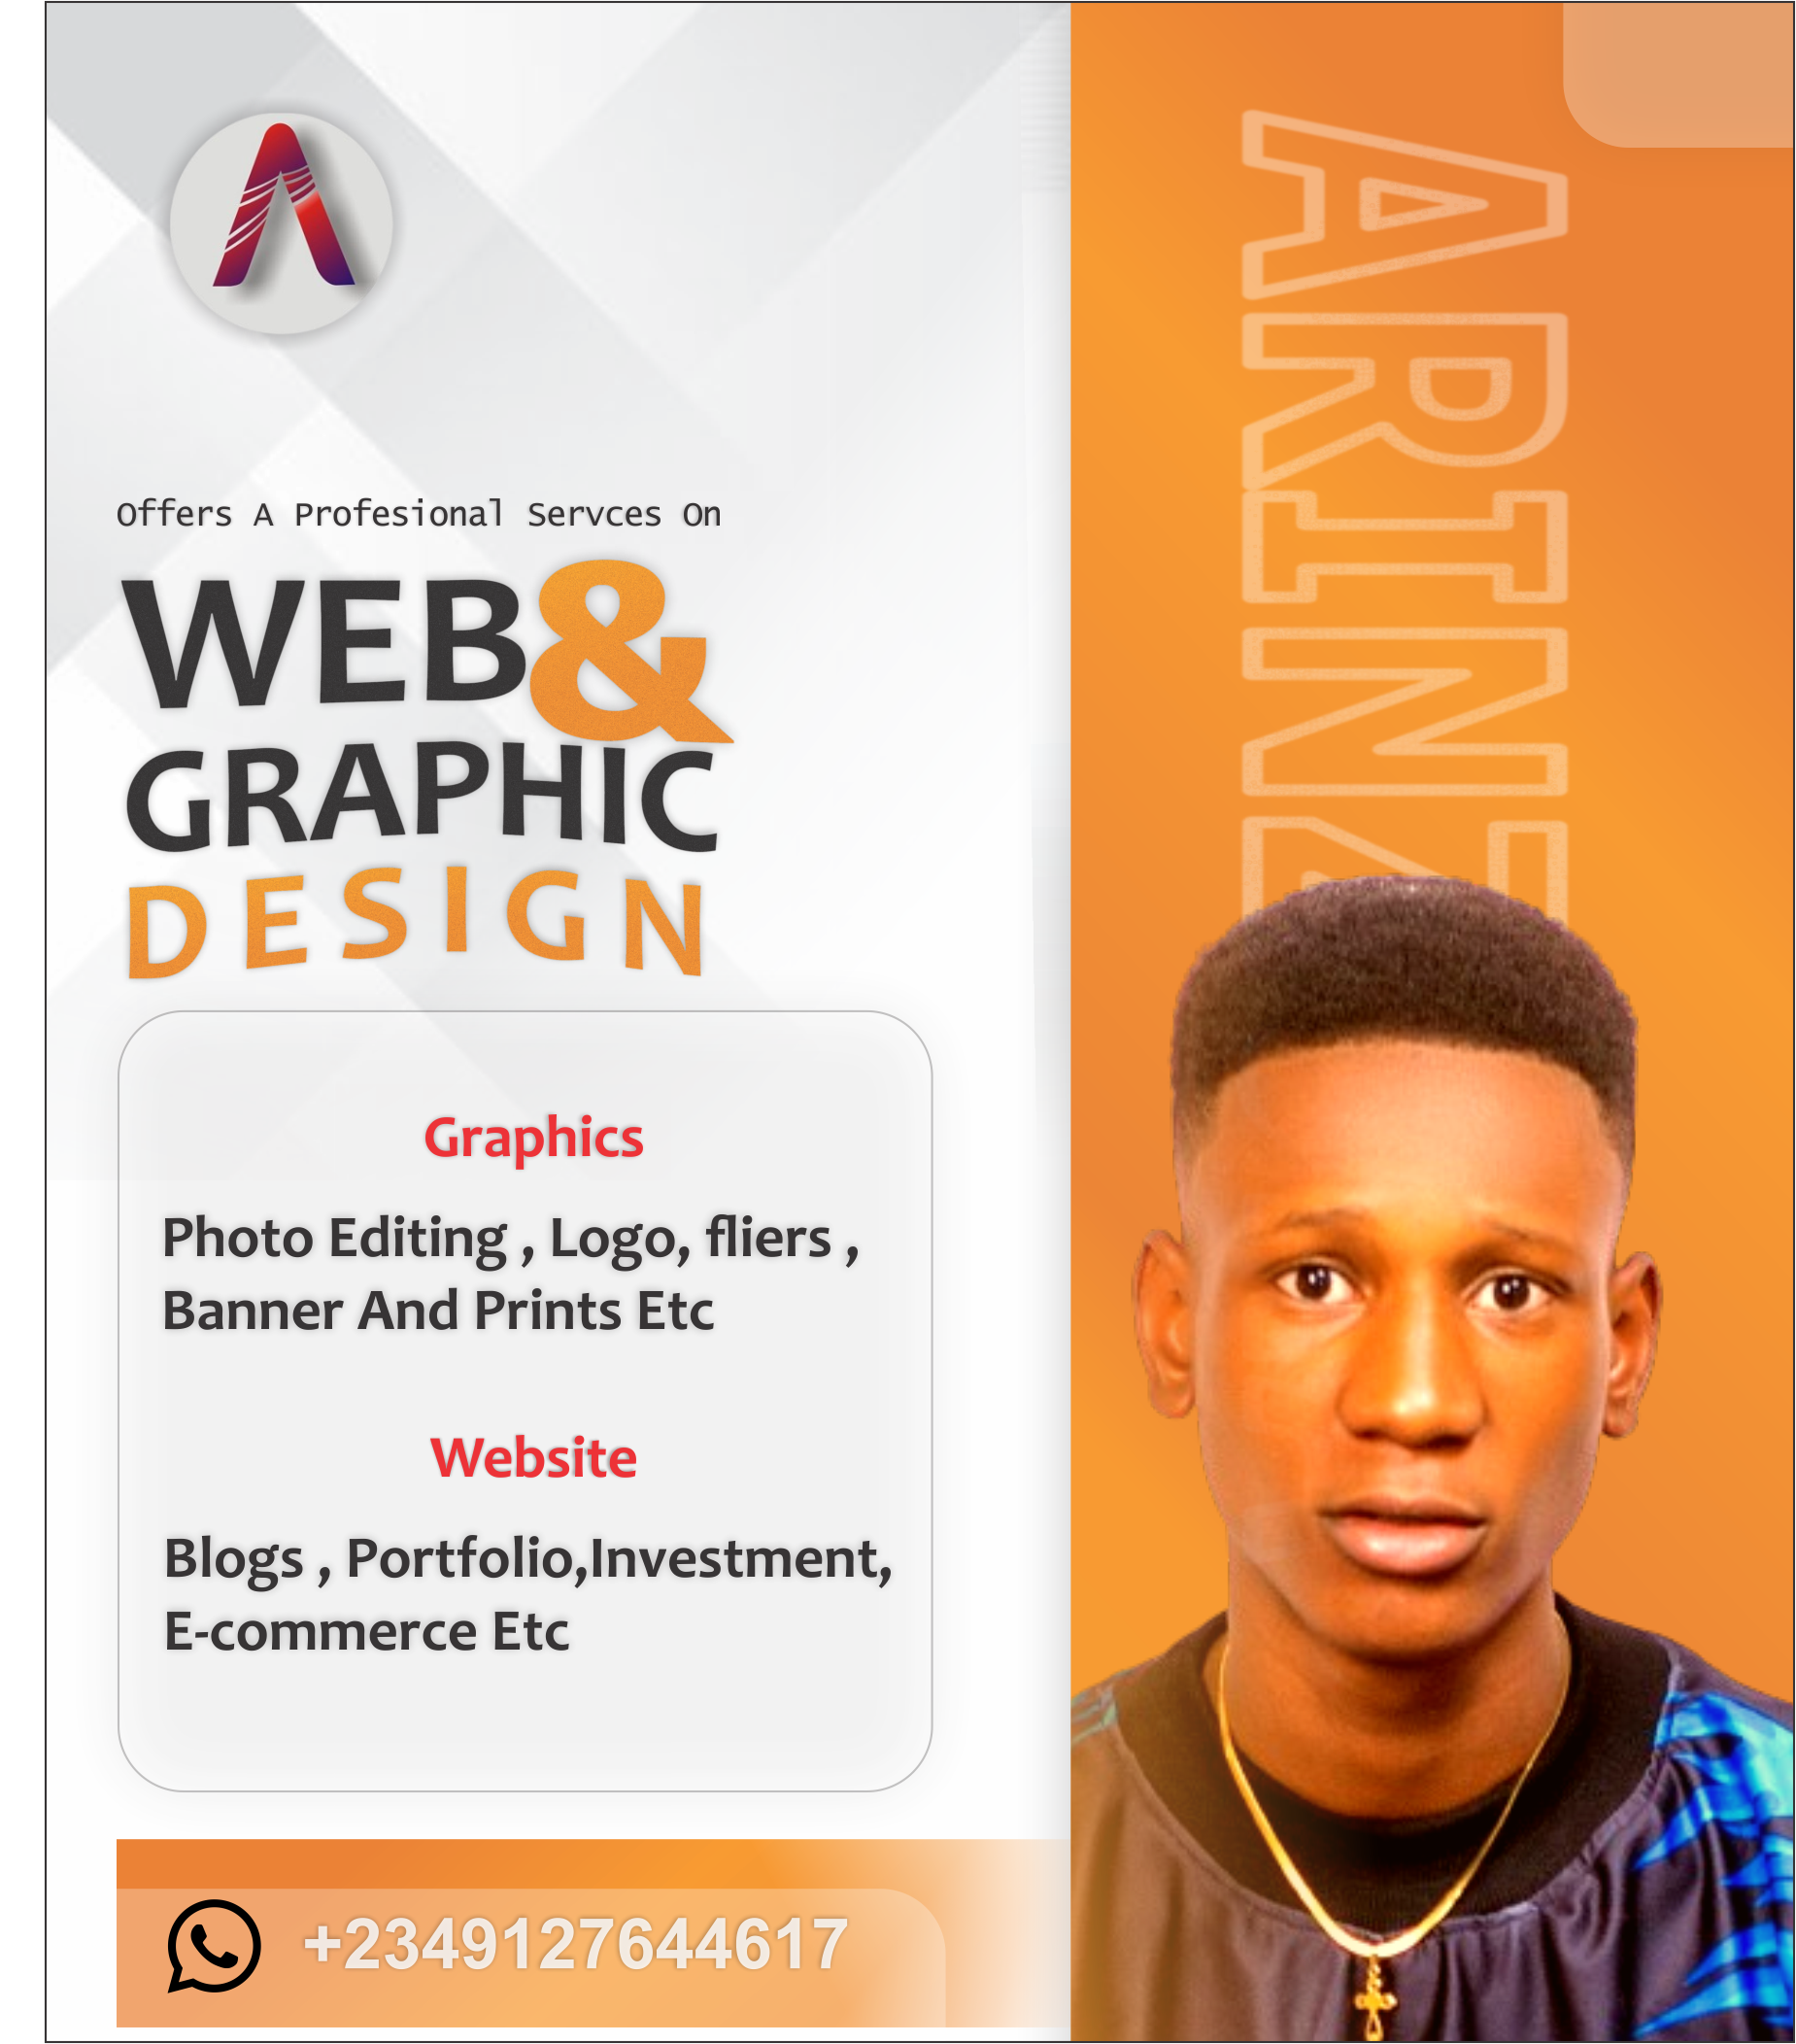 Offers A Profesional Servces On
WEB&
GRAPHIC
DESIGN
Graphics
Photo Editing , Logo, fliers ,
Banner And Prints Etc
Website
Blogs , Portfolio,Investment,
E-commerce Etc
+2349127644617
ARINZ